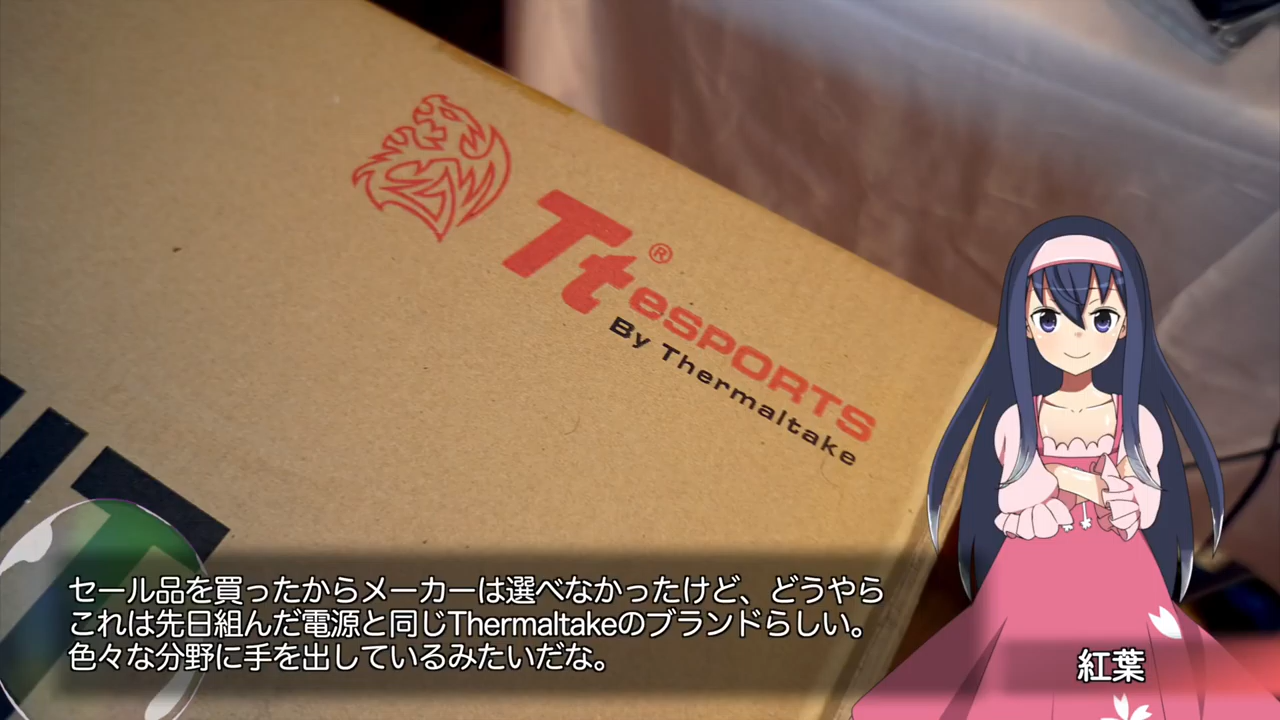 Tt® eSPORTS
By Thermaltake
セール品を買ったからメーカーは選べなかったけど、どうやら
これは先日組んだ電源と同じThermaltakeのブランドらしい。
色々な分野に手を出しているみたいだな。
紅葉